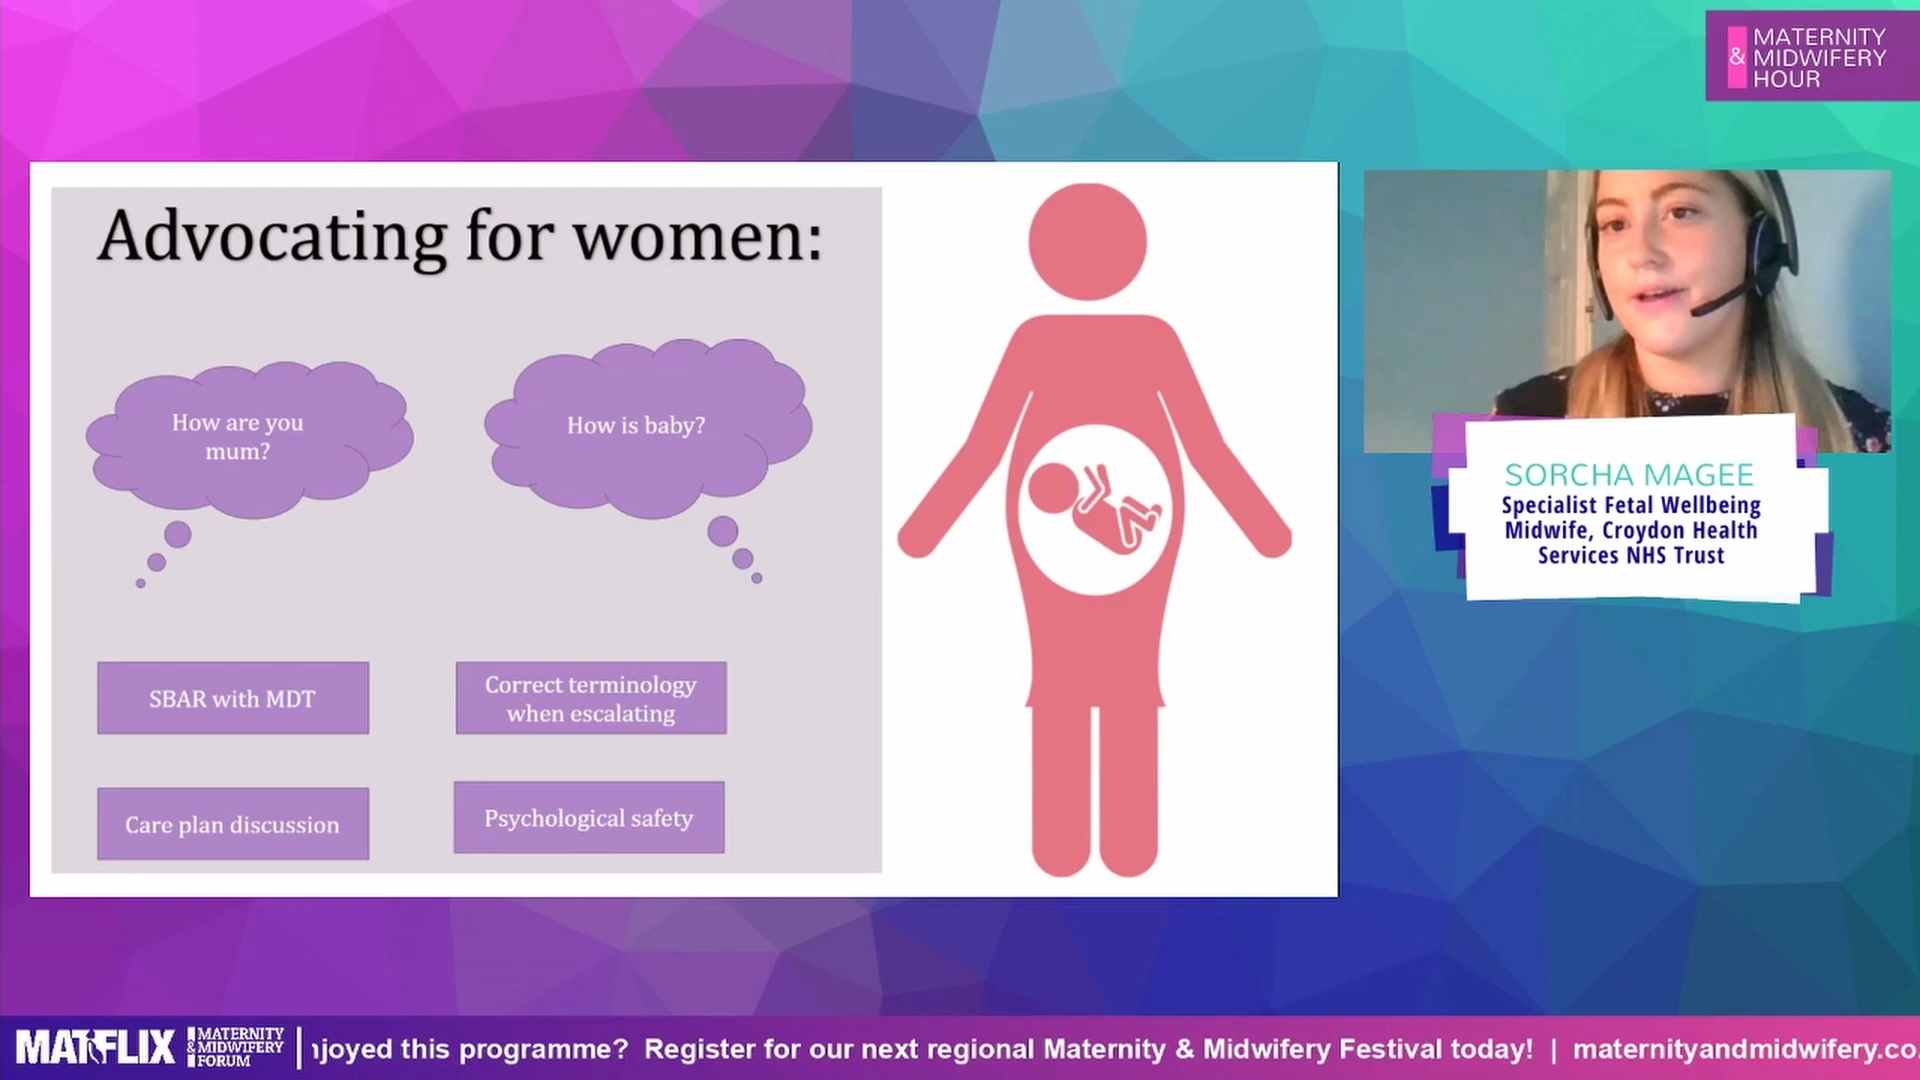 MATERNITY
& MIDWIFERY
HOUR
Advocating for women:
How are you
mum?
How is baby?
SBAR with MDT
Correct terminology
when escalating
Care plan discussion
Psychological safety
SORCHA MAGEE
Specialist Fetal Wellbeing
Midwife, Croydon Health
Services NHS Trust
MATFLIX
MATERNITY
& MIDWIFERY
FORUM
njoyed this programme? Register for our next regional Maternity & Midwifery Festival today! | maternityandmidwifery.co.